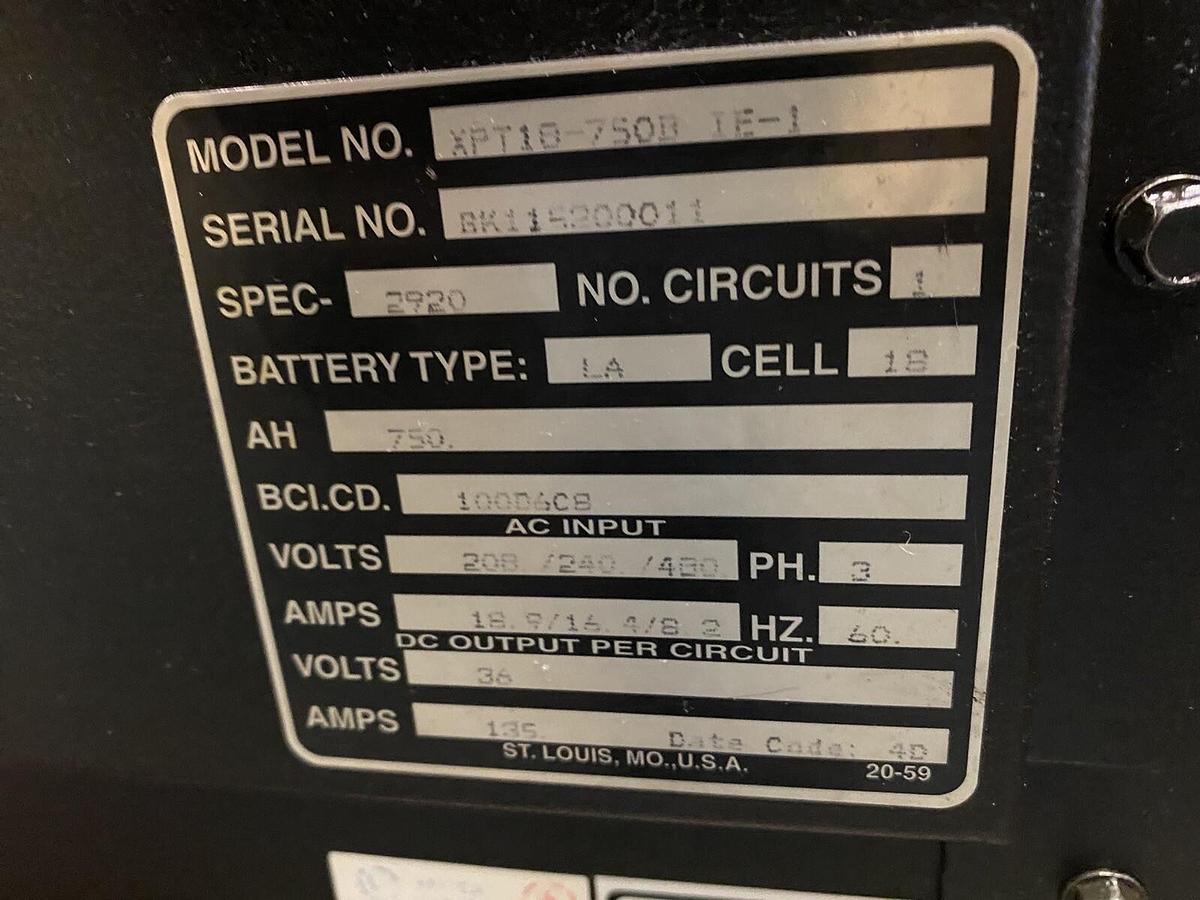 MODEL NO. XPT18-750B IE-1
SERIAL NO. BK115200011
SPEC- 2920 NO. CIRCUITS 1
BATTERY TYPE: LA CELL 18
AH 750.
BCI.CD. 100D6CB
AC INPUT
VOLTS 208 /240. /480 PH.
AMPS 18.9/16.4/8.2 HZ. 60.
DC OUTPUT PER CIRCUIT
VOLTS 36
AMPS 135. Date Code: 4D
ST. LOUIS, MO.,U.S.A. 20-59